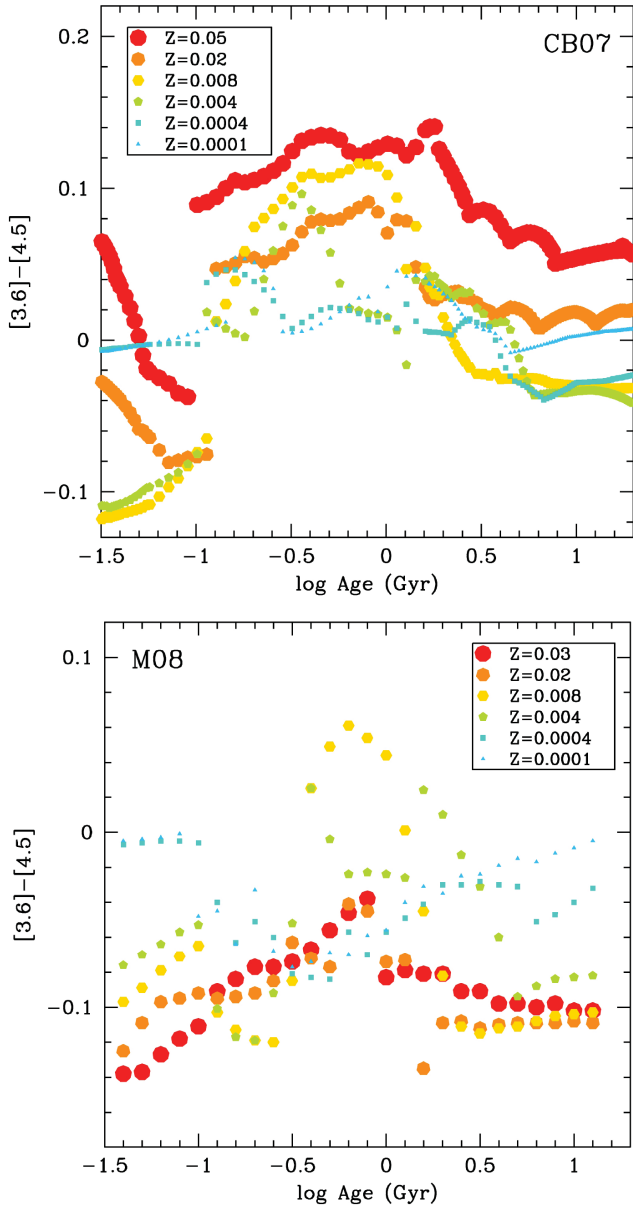 CB07
Z=0.05
Z=0.02
Z=0.008
Z=0.004
Z=0.0004
Z=0.0001
0.2
0.1
0
-0.1
[3.6]-[4.5]
-1.5 -1 -0.5 0 0.5 1
log Age (Gyr)
M08
Z=0.03
Z=0.02
Z=0.008
Z=0.004
Z=0.0004
Z=0.0001
0.1
0
-0.1
[3.6]-[4.5]
-1.5 -1 -0.5 0 0.5 1
log Age (Gyr)